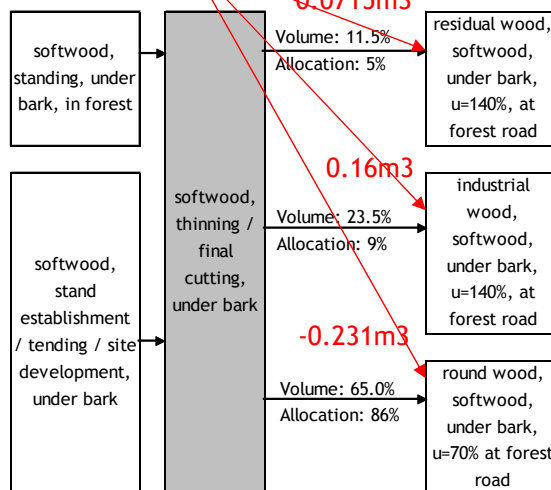 0.0715m3
softwood,
standing, under
bark, in forest
Volume: 11.5%
Allocation: 5%
residual wood,
softwood,
under bark,
u=140%, at
forest road
0.16m3
softwood,
thinning /
final
cutting,
under bark
Volume: 23.5%
Allocation: 9%
industrial
wood,
softwood,
under bark,
u=140%, at
forest road
softwood,
stand
establishment
/ tending / site
development,
under bark
-0.231m3
Volume: 65.0%
Allocation: 86%
round wood,
softwood,
under bark,
u=70% at forest
road